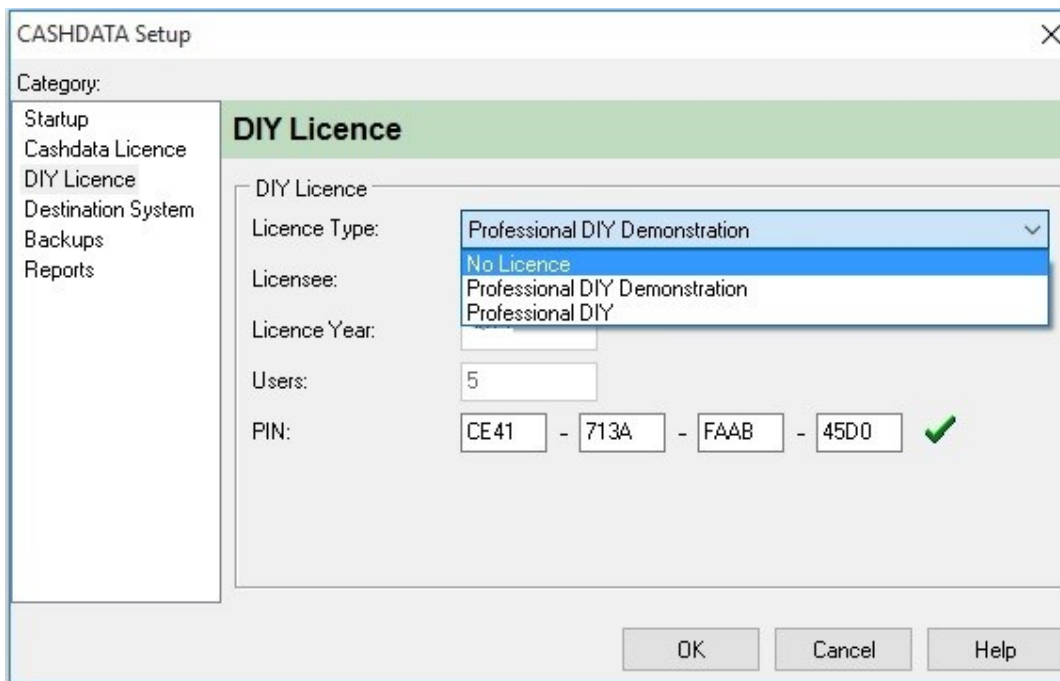 CASHDATA Setup
Category:
Startup
Cashdata Licence
DIY Licence
Destination System
Backups
Reports
DIY Licence
DIY Licence
Licence Type: Professional DIY Demonstration
No Licence
Professional DIY Demonstration
Professional DIY
Licensee:
Licence Year:
Users: 5
PIN: CE41 - 713A - FAAB - 45D0
OK Cancel Help